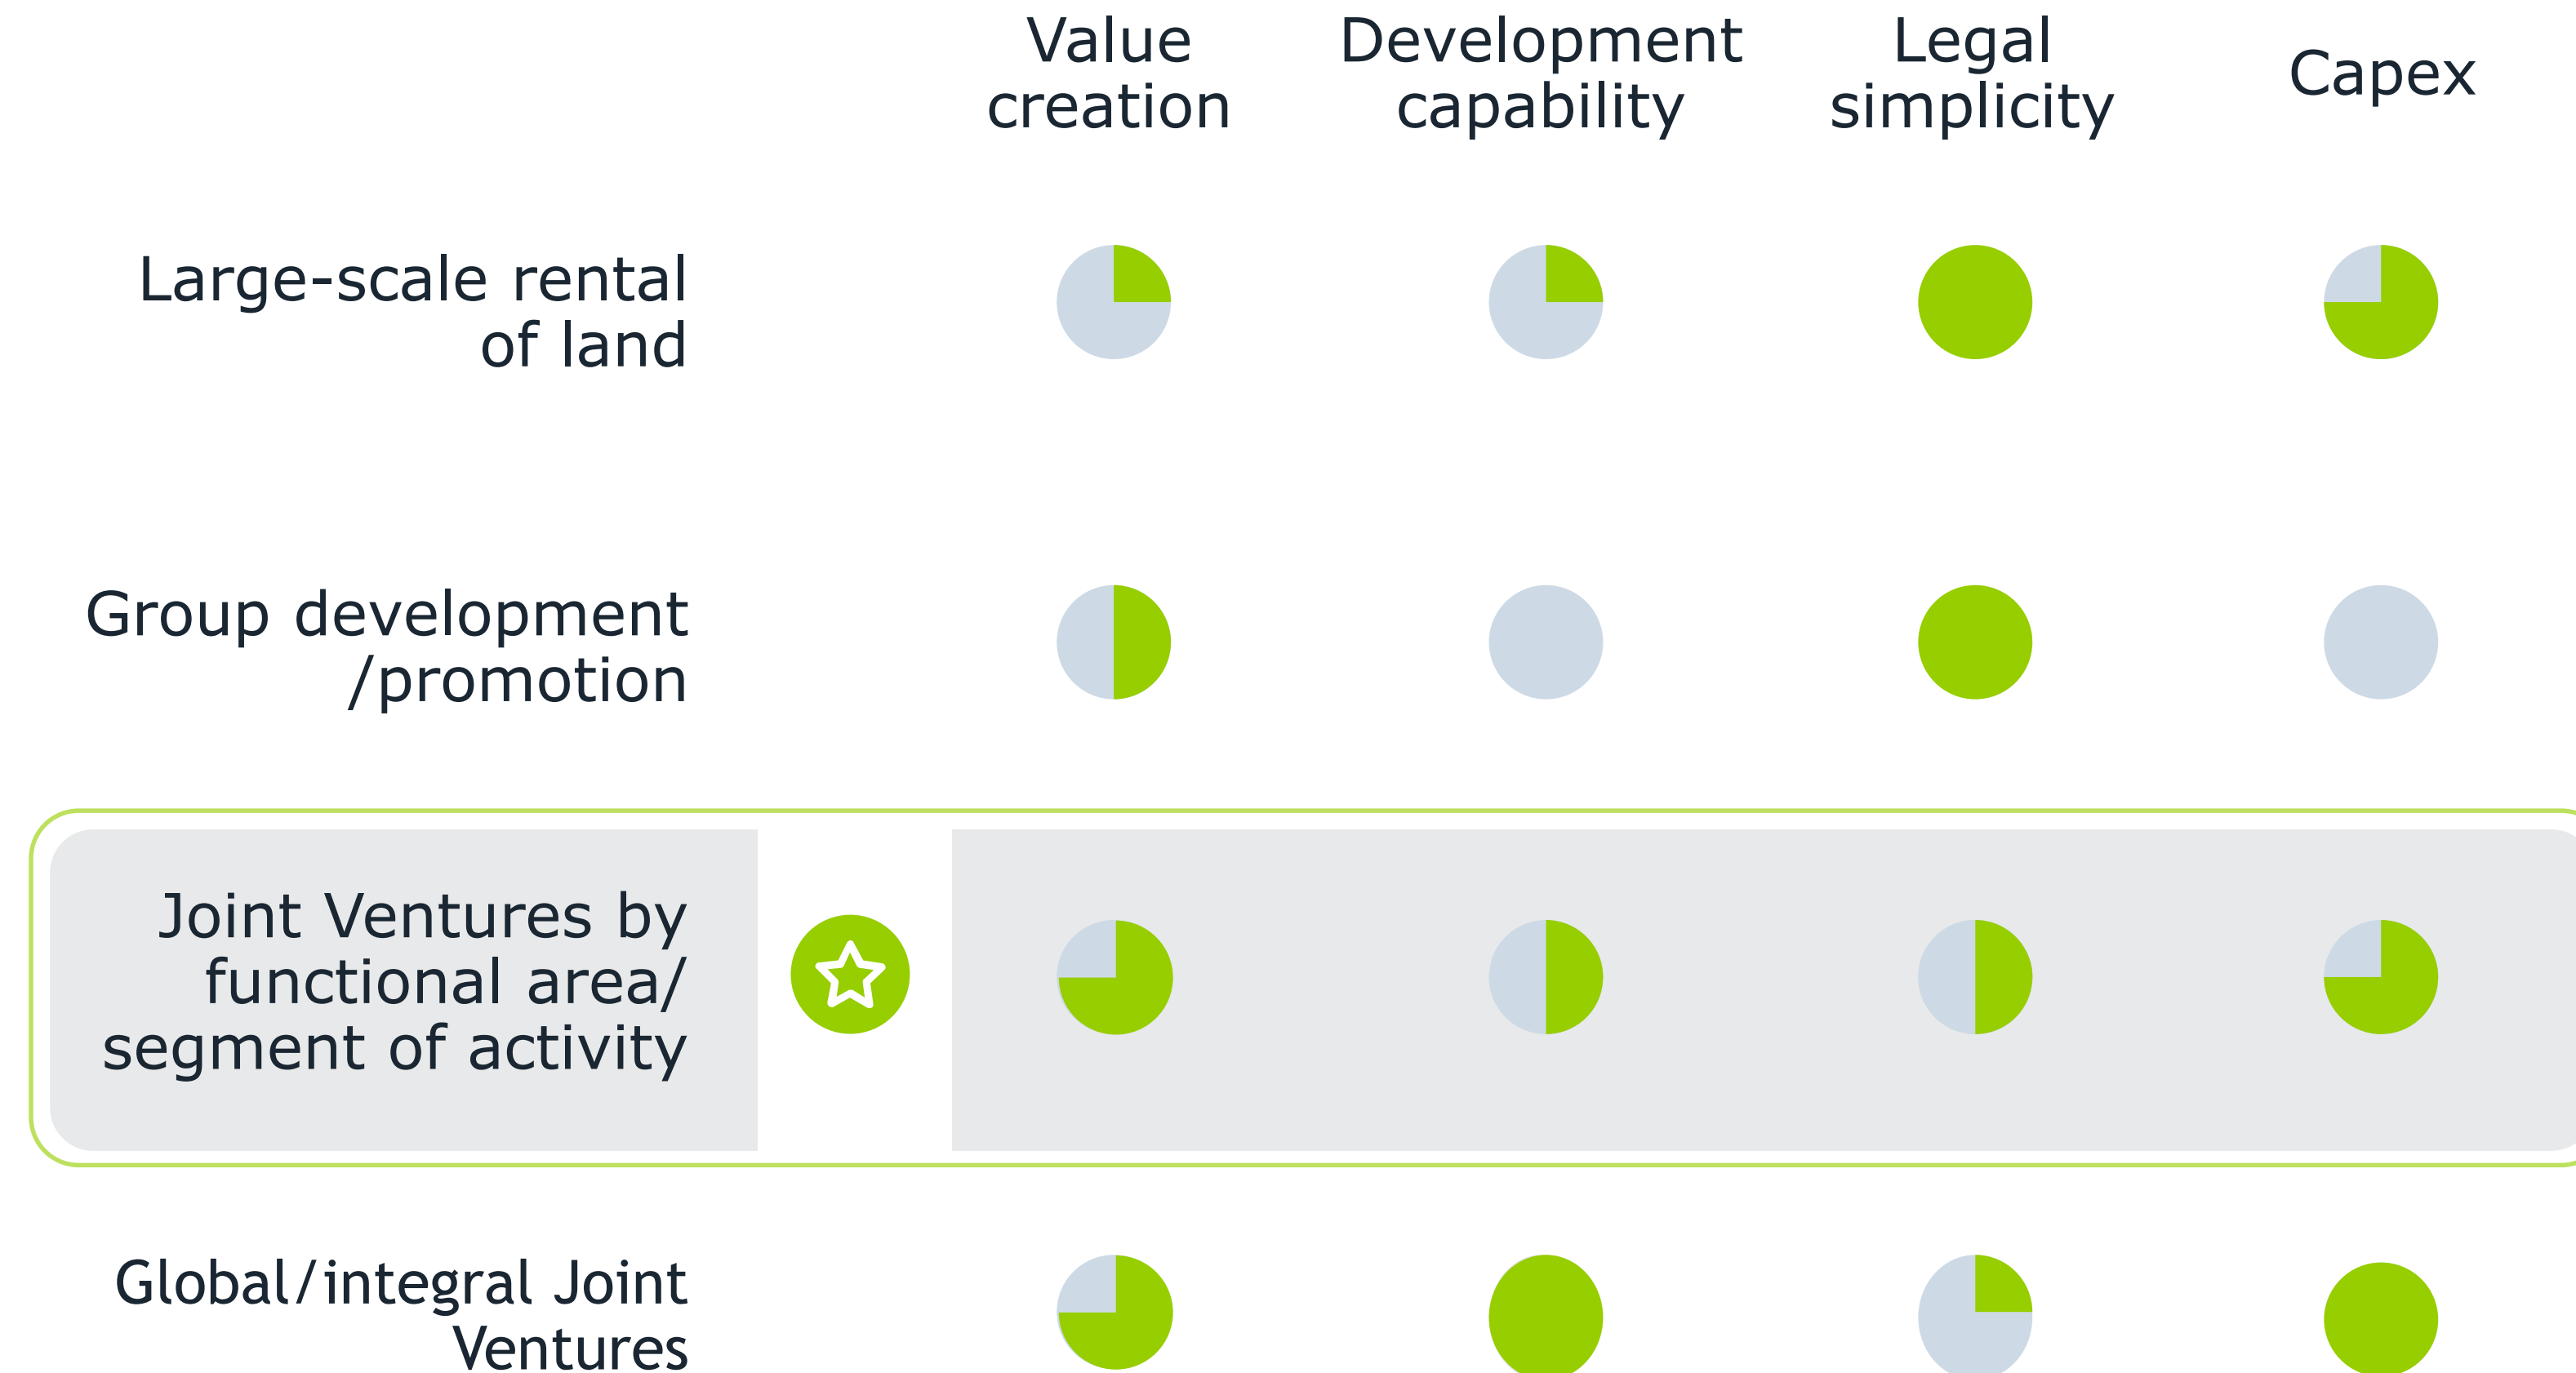 Value
creation
Development
capability
Legal
simplicity
Capex
Large-scale rental
of land
Group development
/promotion
Joint Ventures by
functional area/
segment of activity
Global/integral Joint
Ventures